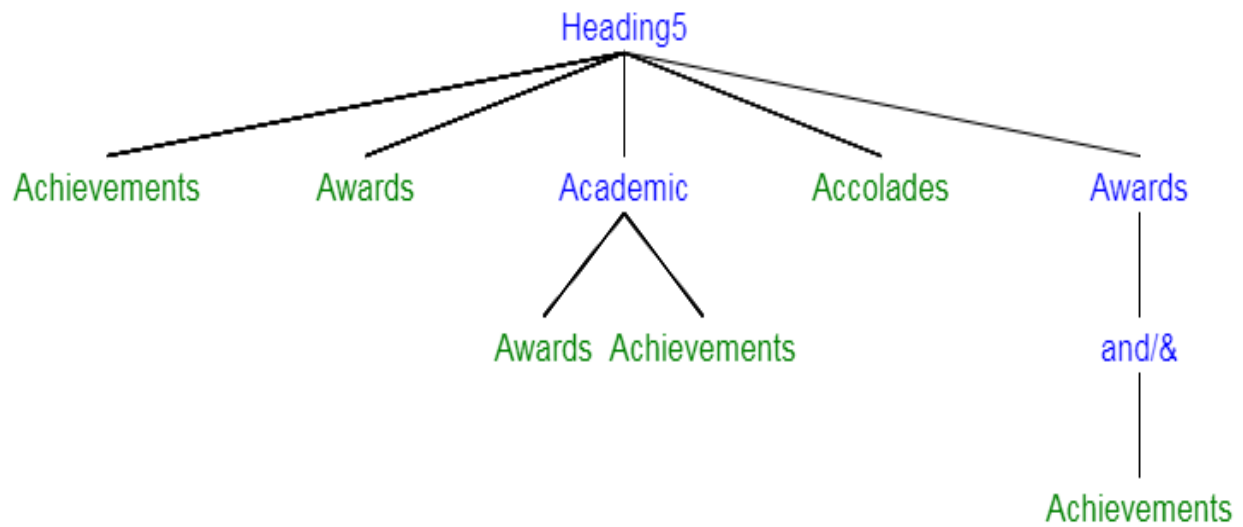 Heading5
Achievements Awards Academic Accolades Awards
Awards Achievements and/&
Achievements